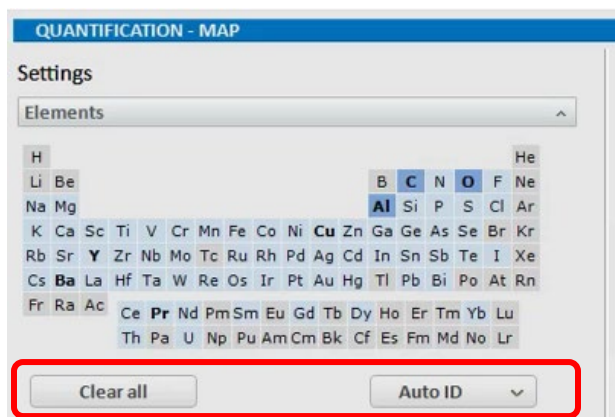 QUANTIFICATION - MAP
Settings
Elements
H He
Li Be B C N O F Ne
Na Mg Al Si P S Cl Ar
K Ca Sc Ti V Cr Mn Fe Co Ni Cu Zn Ga Ge As Se Br Kr
Rb Sr Y Zr Nb Mo Tc Ru Rh Pd Ag Cd In Sn Sb Te I Xe
Cs Ba La Hf Ta W Re Os Ir Pt Au Hg Tl Pb Bi Po At Rn
Fr Ra Ac
Ce Pr Nd Pm Sm Eu Gd Tb Dy Ho Er Tm Yb Lu
Th Pa U Np Pu Am Cm Bk Cf Es Fm Md No Lr
Clear all Auto ID